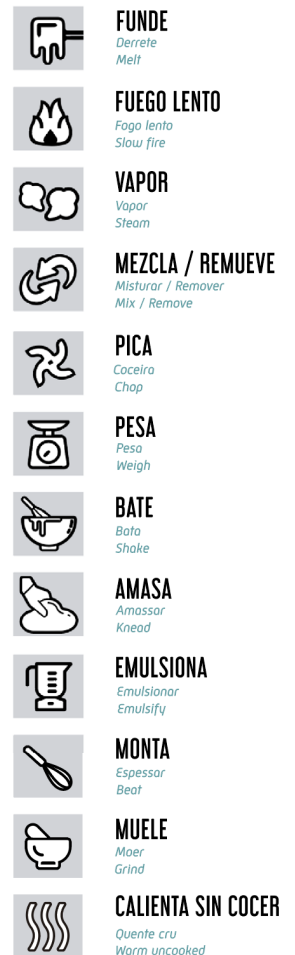 FUNDE
Derrete
Melt
FUEGO LENTO
Fogo lento
Slow fire
VAPOR
Vapor
Steam
MEZCLA / REMUEVE
Misturar / Remover
Mix / Remove
PICA
Coceira
Chop
PESA
Pesa
Weigh
BATE
Bata
Shake
AMASA
Amassar
Knead
EMULSIONA
Emulsionar
Emulsify
MONTA
Espessar
Beat
MUELE
Moer
Grind
CALIENTA SIN COCER
Quente cru
Warm uncooked